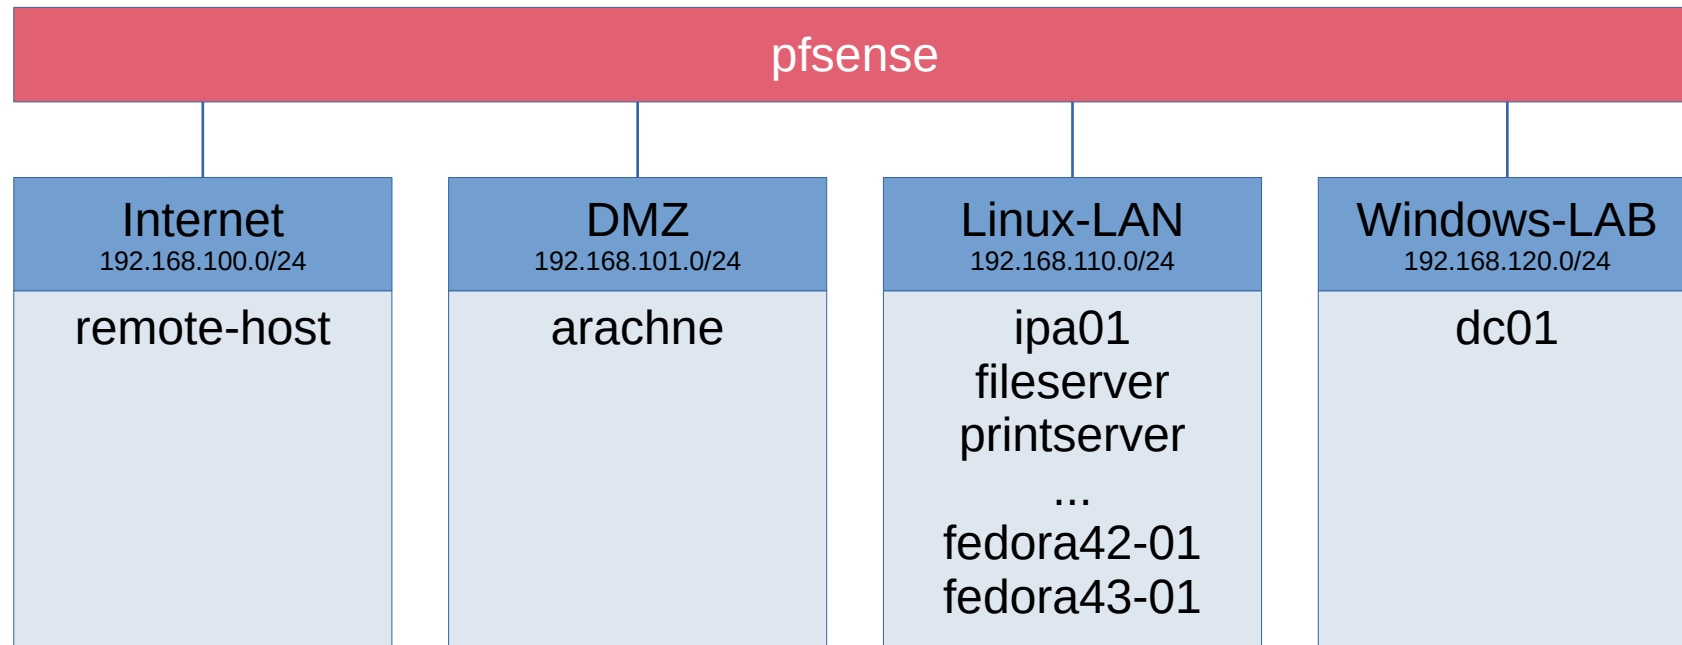 pfsense
Internet
192.168.100.0/24
remote-host
DMZ
192.168.101.0/24
arachne
Linux-LAN
192.168.110.0/24
ipa01
fileserver
printserver
...
fedora42-01
fedora43-01
Windows-LAB
192.168.120.0/24
dc01